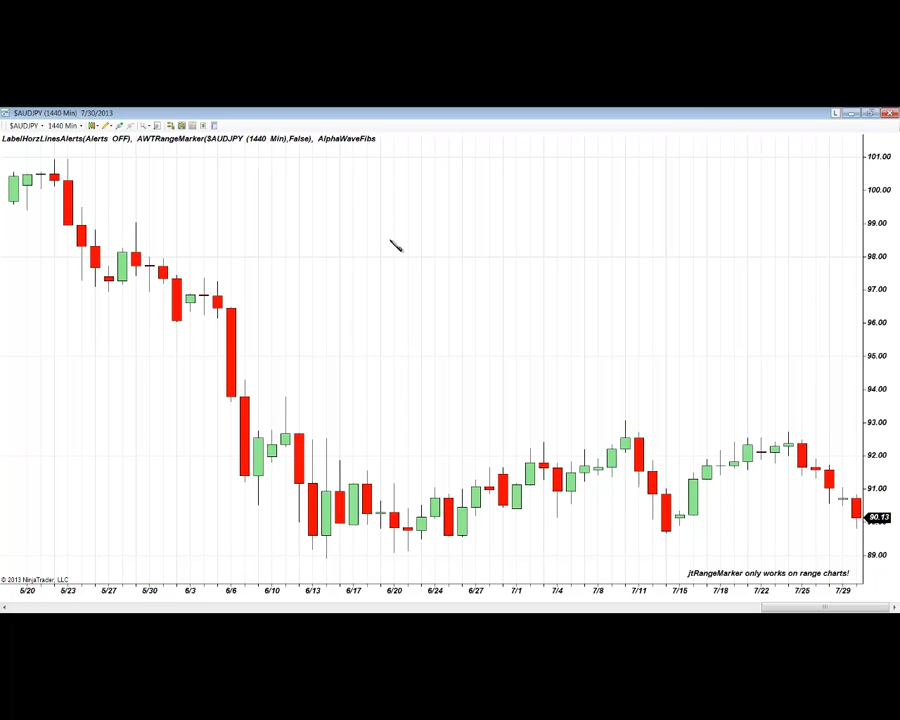 $AUDJPY (1440 Min) 7/30/2013
$AUDJPY 1440 Min
L
LabelHorzLinesAlerts(Alerts OFF), AWTRangeMarker($AUDJPY (1440 Min),False), AlphaWaveFibs
101.00
100.00
99.00
98.00
97.00
96.00
95.00
94.00
93.00
92.00
91.00
90.13
89.00
jtRangeMarker only works on range charts!
© 2013 NinjaTrader, LLC
5/20 5/23 5/27 5/30 6/3 6/6 6/10 6/13 6/17 6/20 6/24 6/27 7/1 7/4 7/8 7/11 7/15 7/18 7/22 7/25 7/29